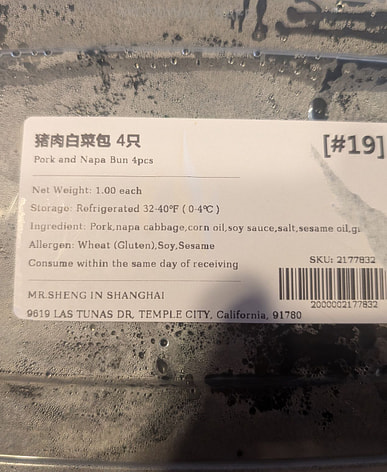 猪肉白菜包 4只
[#19]
Pork and Napa Bun 4pcs
Net Weight: 1.00 each
Storage: Refrigerated 32-40°F ( 0-4°C )
Ingredient: Pork,napa cabbage,corn oil,soy sauce,salt,sesame oil,
Allergen: Wheat (Gluten),Soy,Sesame
Consume within the same day of receiving
SKU: 2177832
2000002177832
MR.SHENG IN SHANGHAI
9619 LAS TUNAS DR, TEMPLE CITY, California, 91780